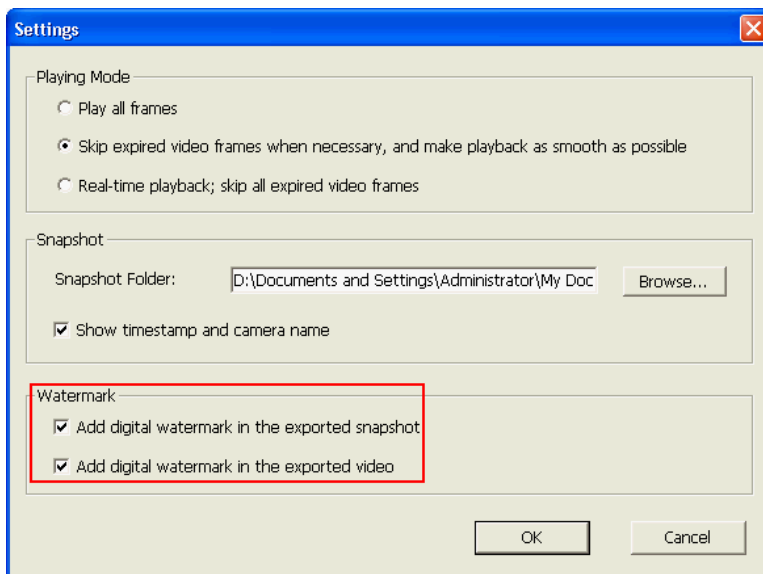 Settings
Playing Mode
Play all frames
Skip expired video frames when necessary, and make playback as smooth as possible
Real-time playback; skip all expired video frames
Snapshot
Snapshot Folder: D:\Documents and Settings\Administrator\My Doc Browse...
Show timestamp and camera name
Watermark
Add digital watermark in the exported snapshot
Add digital watermark in the exported video
OK Cancel